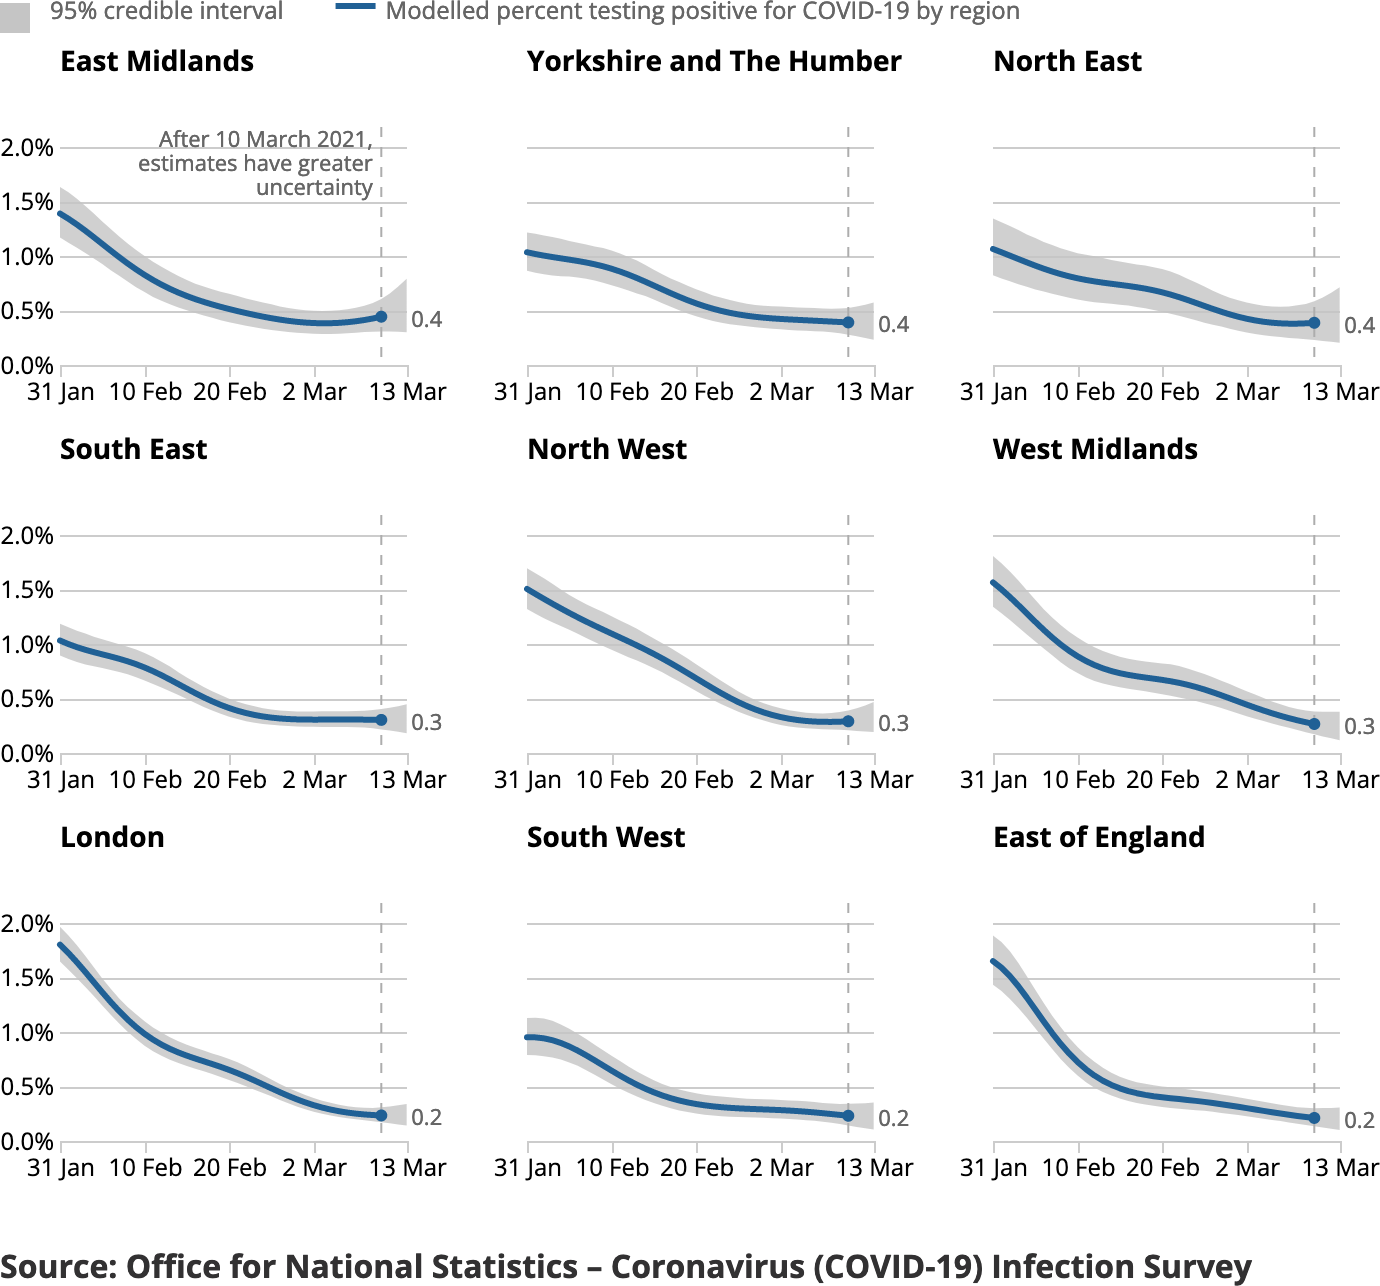 95% credible interval Modelled percent testing positive for COVID-19 by region
East Midlands Yorkshire and The Humber North East
After 10 March 2021,
estimates have greater
uncertainty
2.0%
1.5%
1.0%
0.5%
0.0%
0.4 0.4 0.4
31 Jan 10 Feb 20 Feb 2 Mar 13 Mar 31 Jan 10 Feb 20 Feb 2 Mar 13 Mar 31 Jan 10 Feb 20 Feb 2 Mar 13 Mar
South East North West West Midlands
2.0%
1.5%
1.0%
0.5%
0.0%
0.3 0.3 0.3
31 Jan 10 Feb 20 Feb 2 Mar 13 Mar 31 Jan 10 Feb 20 Feb 2 Mar 13 Mar 31 Jan 10 Feb 20 Feb 2 Mar 13 Mar
London South West East of England
2.0%
1.5%
1.0%
0.5%
0.0%
0.2 0.2 0.2
31 Jan 10 Feb 20 Feb 2 Mar 13 Mar 31 Jan 10 Feb 20 Feb 2 Mar 13 Mar 31 Jan 10 Feb 20 Feb 2 Mar 13 Mar
Source: Office for National Statistics – Coronavirus (COVID-19) Infection Survey